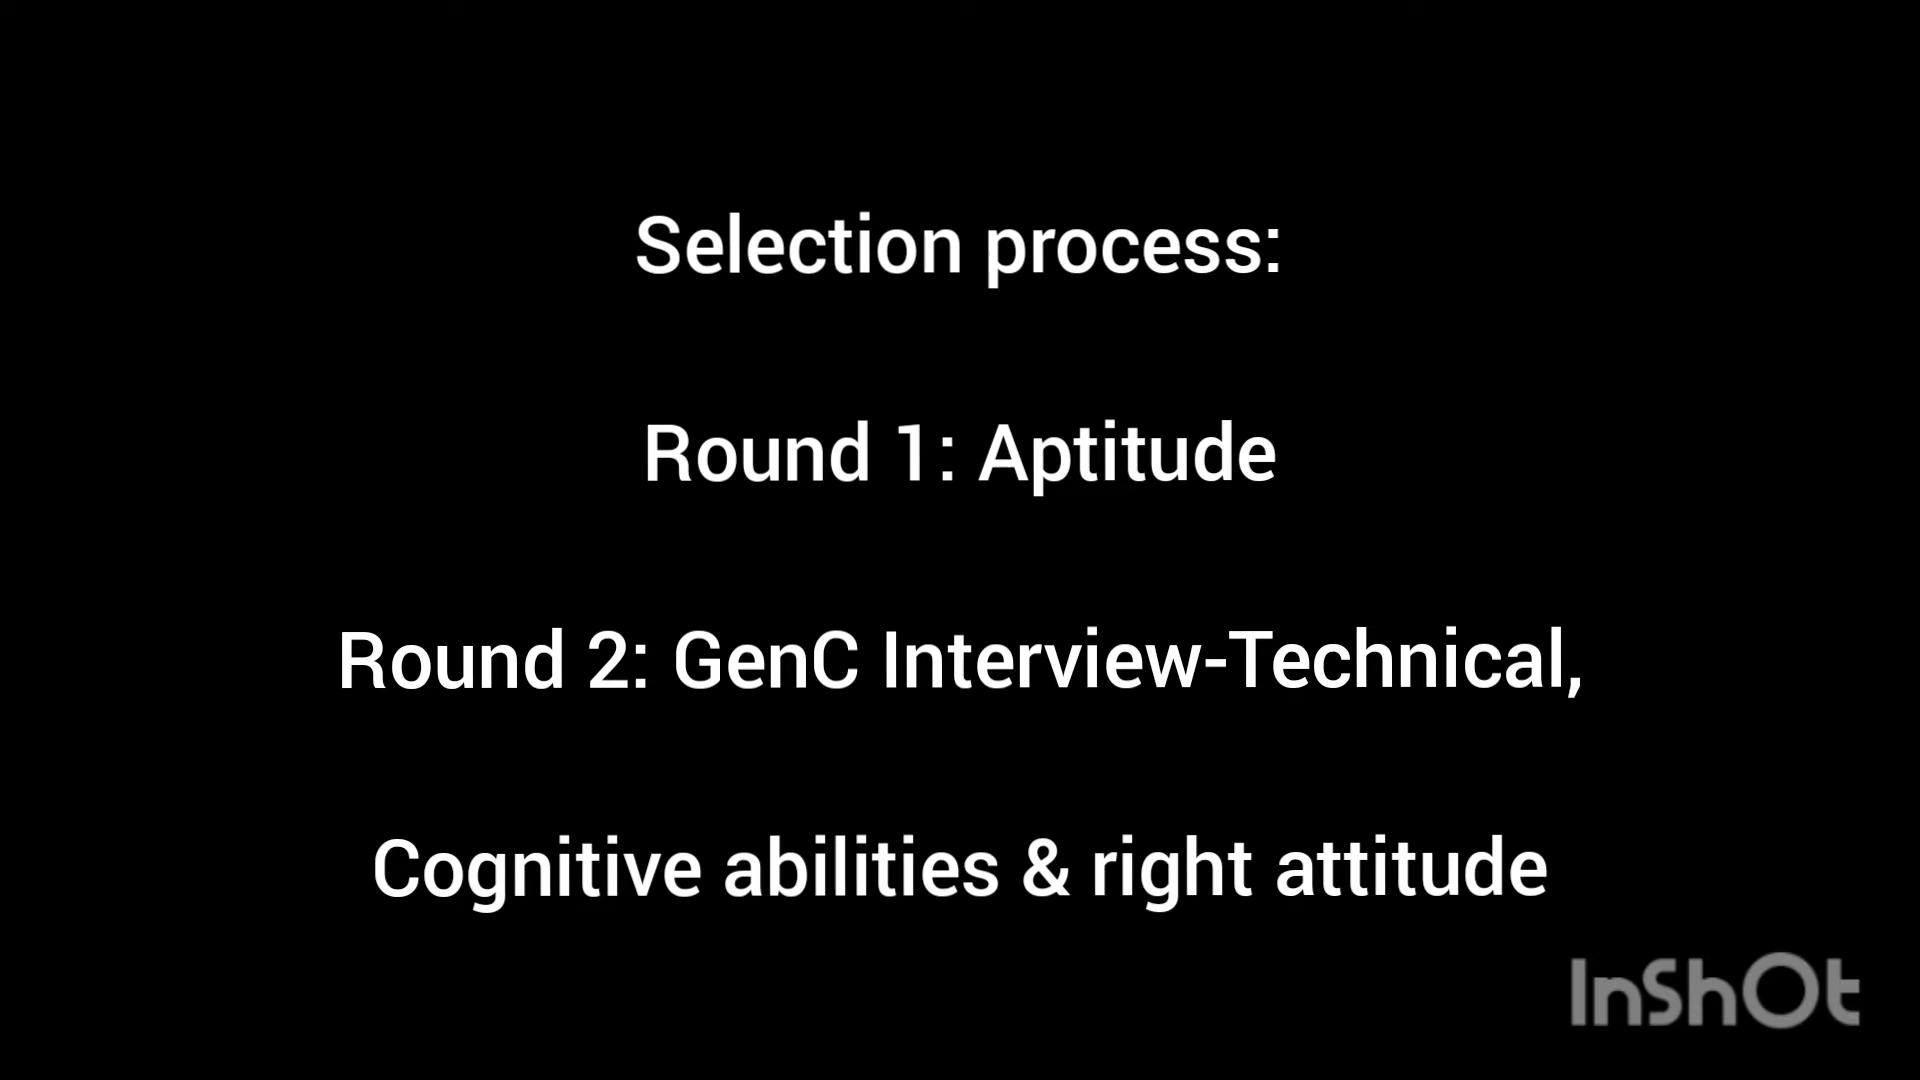 Selection process:
Round 1: Aptitude
Round 2: GenC Interview-Technical,
Cognitive abilities & right attitude
InShOt